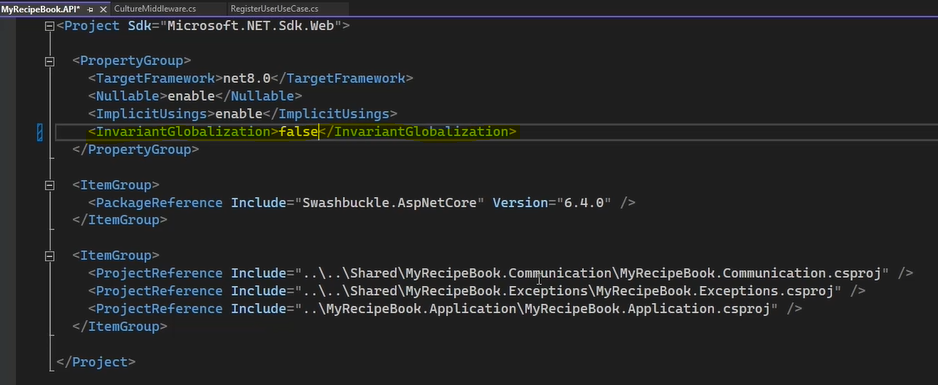 MyRecipeBook.API*
CultureMiddleware.cs
RegisterUserUseCase.cs
<Project Sdk="Microsoft.NET.Sdk.Web">
<PropertyGroup>
<TargetFramework>net8.0</TargetFramework>
<Nullable>enable</Nullable>
<ImplicitUsings>enable</ImplicitUsings>
<InvariantGlobalization>false</InvariantGlobalization>
</PropertyGroup>
<ItemGroup>
<PackageReference Include="Swashbuckle.AspNetCore" Version="6.4.0" />
</ItemGroup>
<ItemGroup>
<ProjectReference Include="..\..\Shared\MyRecipeBook.Communication\MyRecipeBook.Communication.csproj" />
<ProjectReference Include="..\..\Shared\MyRecipeBook.Exceptions\MyRecipeBook.Exceptions.csproj" />
<ProjectReference Include="..\MyRecipeBook.Application\MyRecipeBook.Application.csproj" />
</ItemGroup>
</Project>